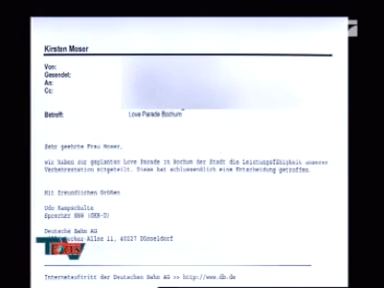 Kirsten Moser
Von:
Gesendet:
An:
Cc:
Betreff: Love Parade Bochum
Sehr geehrte Frau Moser,
wir haben zur geplanten Love Parade in Bochum der Stadt die Leistungsfähigkeit unserer
Verkehrsstation mitgeteilt. Diese hat schlussendlich eine Entscheidung getroffen.
Mit freundlichen Grüßen
Udo Kampschulte
Sprecher NRW
Deutsche Bahn AG
Allee 11, 40227 Düsseldorf
Internetauftritt der Deutschen Bahn AG >> http://www.db.de